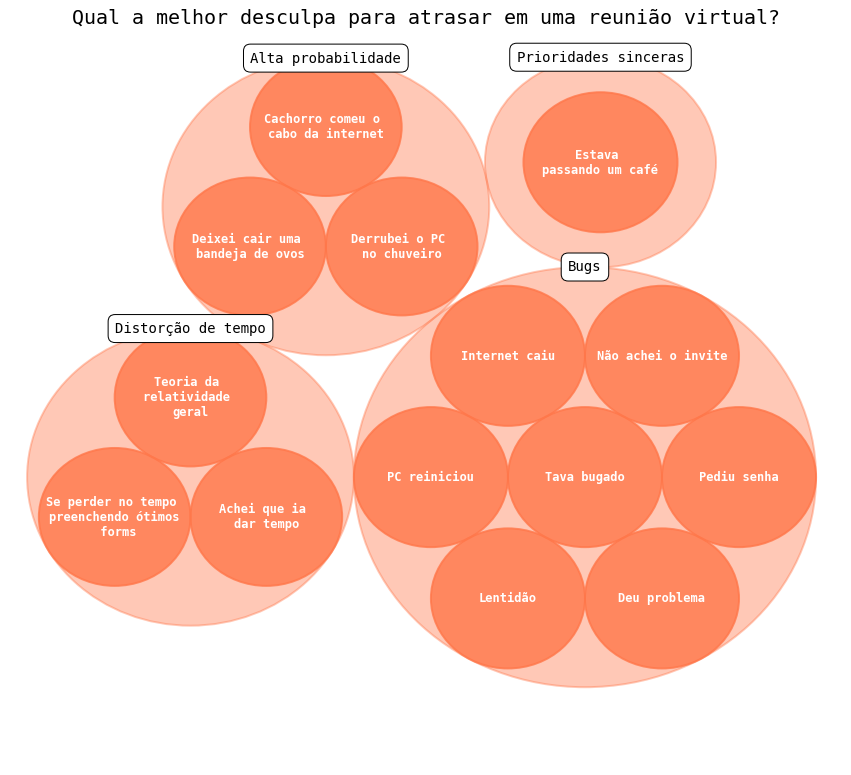 Qual a melhor desculpa para atrasar em uma reunião virtual?
Alta probabilidade
Cachorro comeu o
cabo da internet
Deixei cair uma
bandeja de ovos
Derrubei o PC
no chuveiro
Prioridades sinceras
Estava
passando um café
Distorção de tempo
Teoria da
relatividade
geral
Se perder no tempo
preenchendo ótimos
forms
Achei que ia
dar tempo
Bugs
Internet caiu
Não achei o invite
PC reiniciou
Tava bugado
Pediu senha
Lentidão
Deu problema